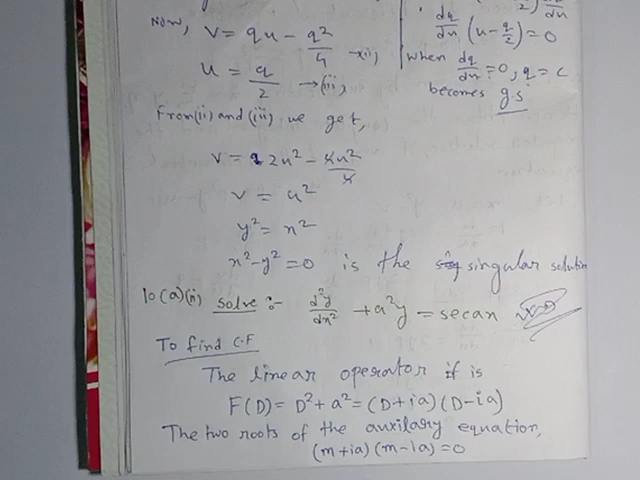 Now, v = qu - q²/4 → (ii)
u = q/2 → (iii)
dq/du (u - q/2) = 0
when dq/du = 0, q = c
becomes g.s
From (ii) and (iii) we get,
v = 2u² - 4u²/4
v = u²
y² = x²
x² - y² = 0 is the singular solution
10(a)(ii) Solve :- d²y/dx² + a²y = secax
To find C.F
The linear operator if is
F(D) = D² + a² = (D + ia) (D - ia)
The two roots of the auxilary equation,
(m + ia) (m - ia) = 0